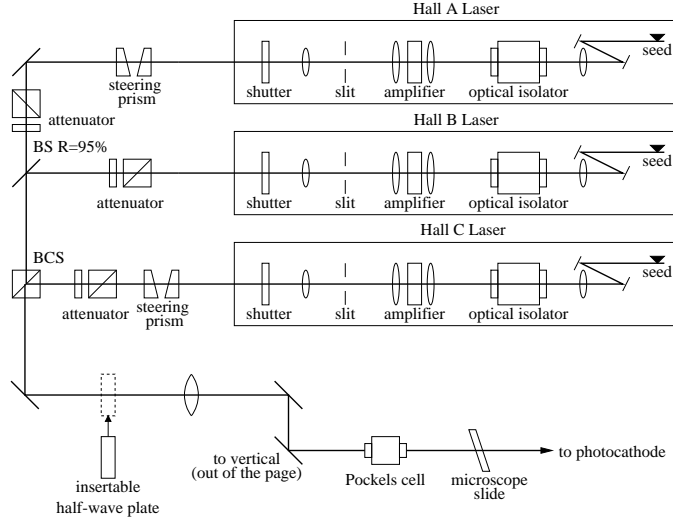 Hall A Laser
seed
steering
prism
shutter
slit
amplifier
optical isolator
attenuator
Hall B Laser
BS R=95%
seed
attenuator
shutter
slit
amplifier
optical isolator
Hall C Laser
BCS
seed
attenuator
steering
prism
shutter
slit
amplifier
optical isolator
to vertical
(out of the page)
to photocathode
insertable
half-wave plate
Pockels cell
microscope
slide